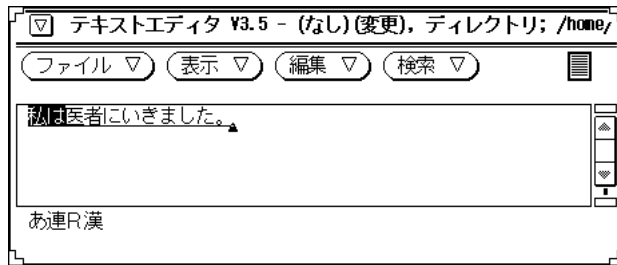 テキストエディタ V3.5 - (なし)(変更), ディレクトリ; /home/
ファイル ▽ 表示 ▽ 編集 ▽ 検索 ▽
私は医者にいきました。
あ連R漢